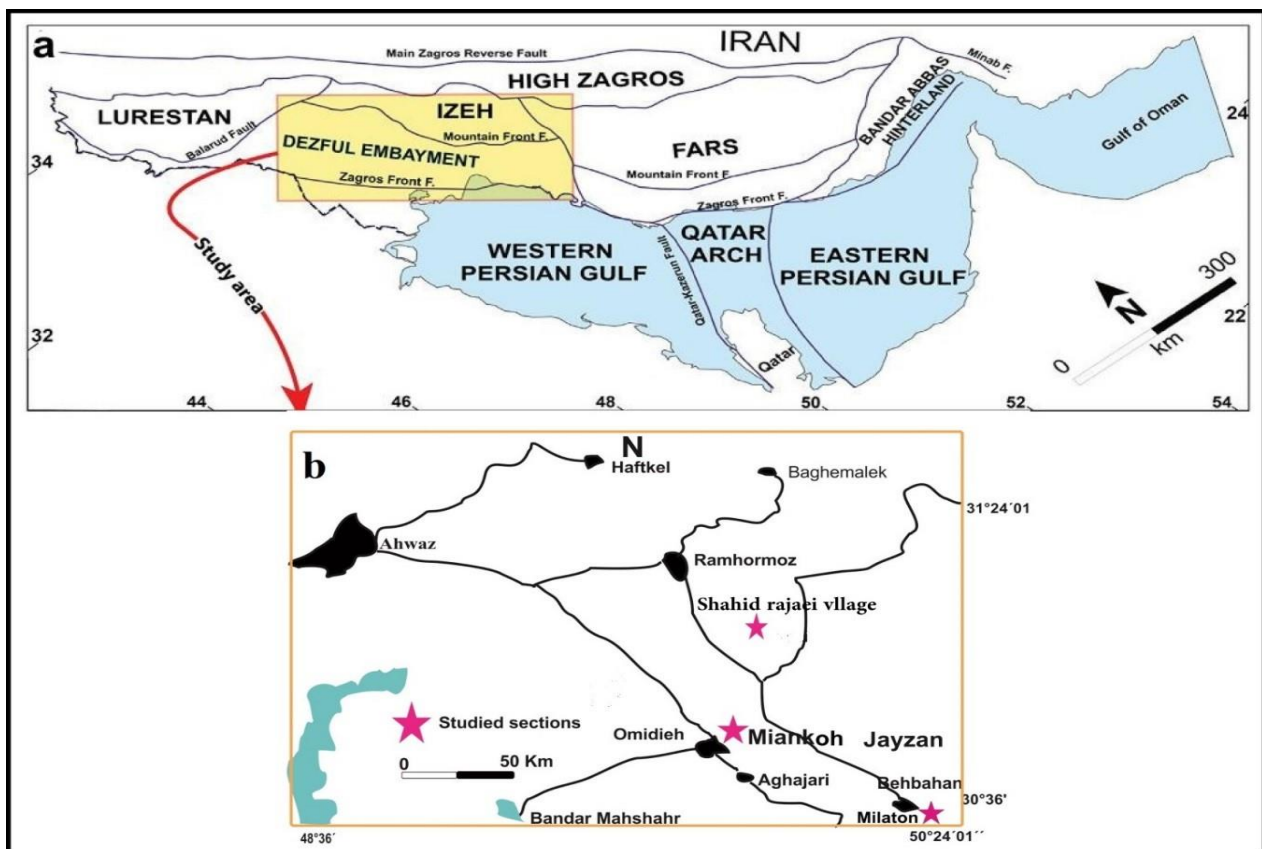 a
IRAN
Main Zagros Reverse Fault
Minab F.
HIGH ZAGROS
BANDAR ABBAS
HINTERLAND
LURESTAN
IZEH
24
Gulf of Oman
Balarud Fault
Mountain Front F.
FARS
DEZFUL EMBAYMENT
34
Mountain Front F.
Zagros Front F.
Zagros Front F.
Study area
WESTERN
PERSIAN GULF
QATAR
ARCH
EASTERN
PERSIAN GULF
Qatar-Kazerun Fault
300
N
km
0
22
32
Qatar
44
46
48
50
52
54
b
N
Haftkel
Baghemalek
31°24´01
Ahwaz
Ramhormoz
Shahid rajaei vllage
Studied sections
Omidieh
Miankoh Jayzan
0 50 Km
Aghajari
Behbahan
30°36'
Bandar Mahshahr
Milaton
48°36´
50°24´01´´